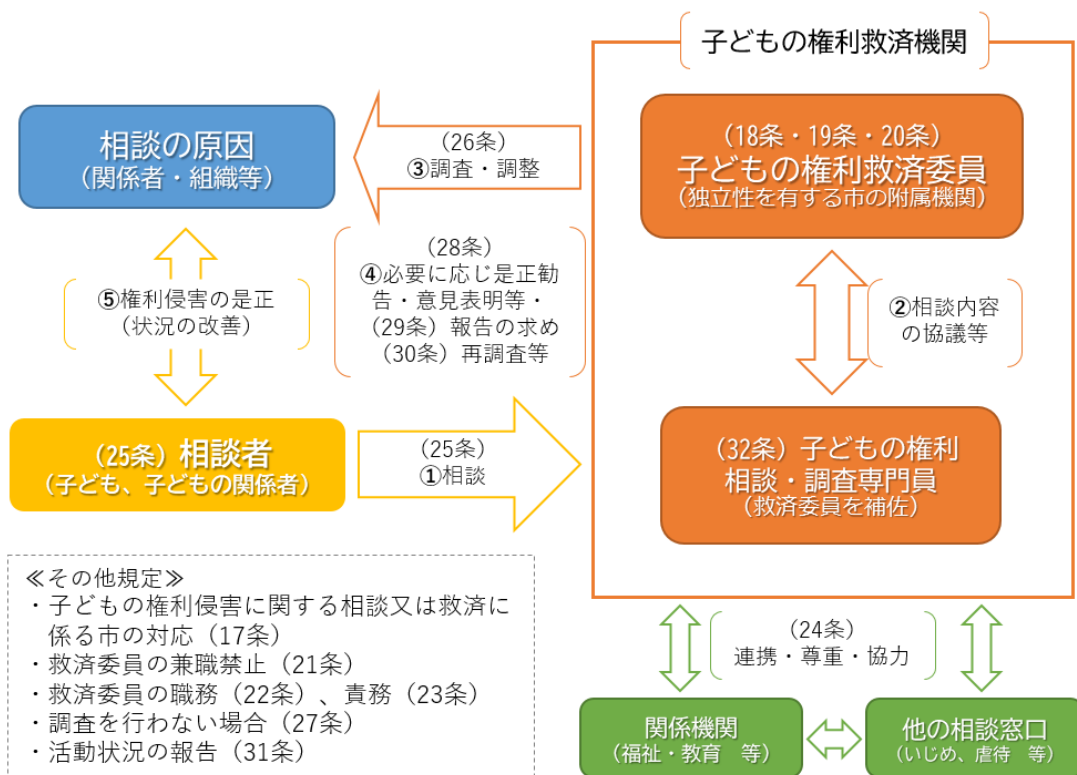 子どもの権利救済機関
相談の原因
（関係者・組織等）
（26条）
③調査・調整
（18条・19条・20条）
子どもの権利救済委員
（独立性を有する市の附属機関）
⑤権利侵害の是正
（状況の改善）
（28条）
④必要に応じ是正勧
告・意見表明等・
（29条）報告の求め
（30条）再調査等
②相談内容
の協議等
（25条）相談者
（子ども、子どもの関係者）
（25条）
①相談
（32条）子どもの権利
相談・調査専門員
（救済委員を補佐）
≪その他規定≫
・子どもの権利侵害に関する相談又は救済に
係る市の対応（17条）
・救済委員の兼職禁止（21条）
・救済委員の職務（22条）、責務（23条）
・調査を行わない場合（27条）
・活動状況の報告（31条）
（24条）
連携・尊重・協力
関係機関
（福祉・教育　等）
他の相談窓口
（いじめ、虐待　等）